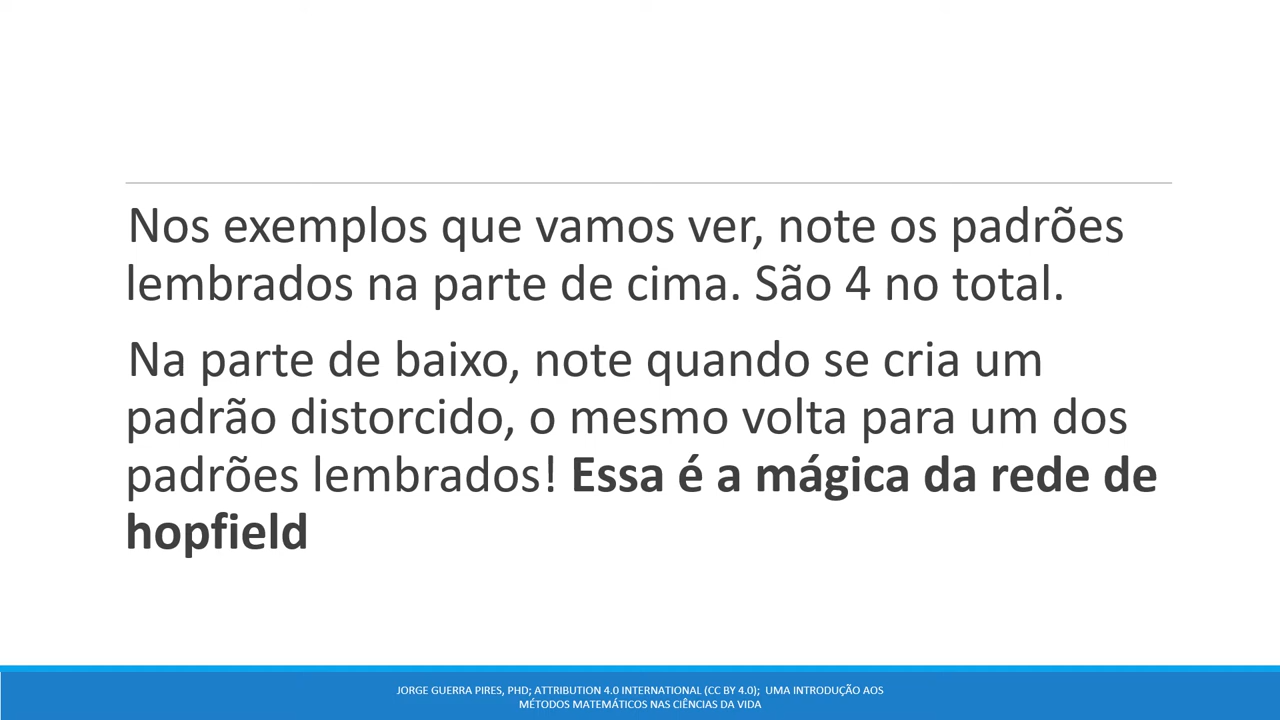 Nos exemplos que vamos ver, note os padrões
lembrados na parte de cima. São 4 no total.
Na parte de baixo, note quando se cria um
padrão distorcido, o mesmo volta para um dos
padrões lembrados! Essa é a mágica da rede de
hopfield
JORGE GUERRA PIRES, PHD; ATTRIBUTION 4.0 INTERNATIONAL (CC BY 4.0); UMA INTRODUÇÃO AOS
MÉTODOS MATEMÁTICOS NAS CIÊNCIAS DA VIDA